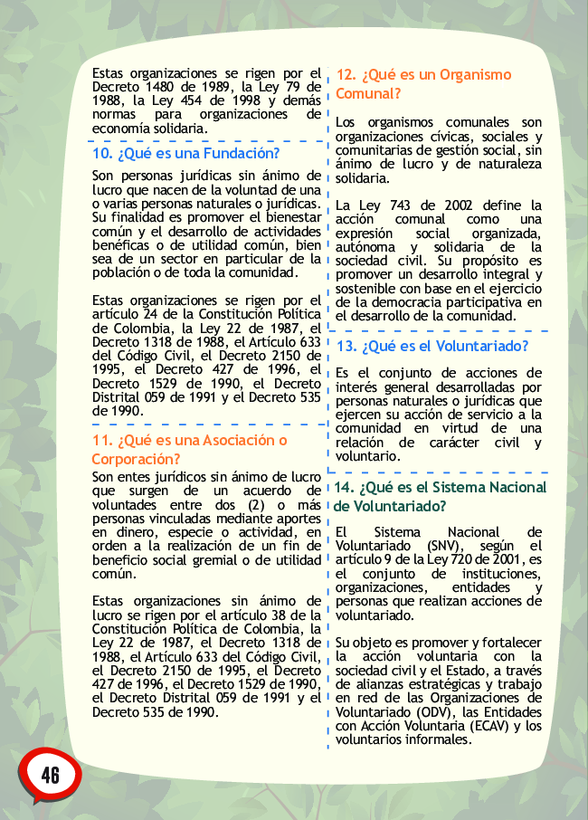 Estas organizaciones se rigen por el
Decreto 1480 de 1989, la Ley 79 de
1988, la Ley 454 de 1998 y demás
normas para organizaciones de
economía solidaria.
10. ¿Qué es una Fundación?
Son personas jurídicas sin ánimo de
lucro que nacen de la voluntad de una
o varias personas naturales o jurídicas.
Su finalidad es promover el bienestar
común y el desarrollo de actividades
benéficas o de utilidad común, bien
sea de un sector en particular de la
población o de toda la comunidad.
Estas organizaciones se rigen por el
artículo 24 de la Constitución Política
de Colombia, la Ley 22 de 1987, el
Decreto 1318 de 1988, el Artículo 633
del Código Civil, el Decreto 2150 de
1995, el Decreto 427 de 1996, el
Decreto 1529 de 1990, el Decreto
Distrital 059 de 1991 y el Decreto 535
de 1990.
11. ¿Qué es una Asociación o
Corporación?
Son entes jurídicos sin ánimo de lucro
que surgen de un acuerdo de
voluntades entre dos (2) o más
personas vinculadas mediante aportes
en dinero, especie o actividad, en
orden a la realización de un fin de
beneficio social gremial o de utilidad
común.
Estas organizaciones sin ánimo de
lucro se rigen por el artículo 38 de la
Constitución Política de Colombia, la
Ley 22 de 1987, el Decreto 1318 de
1988, el Artículo 633 del Código Civil,
el Decreto 2150 de 1995, el Decreto
427 de 1996, el Decreto 1529 de 1990,
el Decreto Distrital 059 de 1991 y el
Decreto 535 de 1990.
12. ¿Qué es un Organismo
Comunal?
Los organismos comunales son
organizaciones cívicas, sociales y
comunitarias de gestión social, sin
ánimo de lucro y de naturaleza
solidaria.
La Ley 743 de 2002 define la
acción comunal como una
expresión social organizada,
autónoma y solidaria de la
sociedad civil. Su propósito es
promover un desarrollo integral y
sostenible con base en el ejercicio
de la democracia participativa en
el desarrollo de la comunidad.
13. ¿Qué es el Voluntariado?
Es el conjunto de acciones de
interés general desarrolladas por
personas naturales o jurídicas que
ejercen su acción de servicio a la
comunidad en virtud de una
relación de carácter civil y
voluntario.
14. ¿Qué es el Sistema Nacional
de Voluntariado?
El Sistema Nacional de
Voluntariado (SNV), según el
artículo 9 de la Ley 720 de 2001, es
el conjunto de instituciones,
organizaciones, entidades y
personas que realizan acciones de
voluntariado.
Su objeto es promover y fortalecer
la acción voluntaria con la
sociedad civil y el Estado, a través
de alianzas estratégicas y trabajo
en red de las Organizaciones de
Voluntariado (ODV), las Entidades
con Acción Voluntaria (ECAV) y los
voluntarios informales.
46